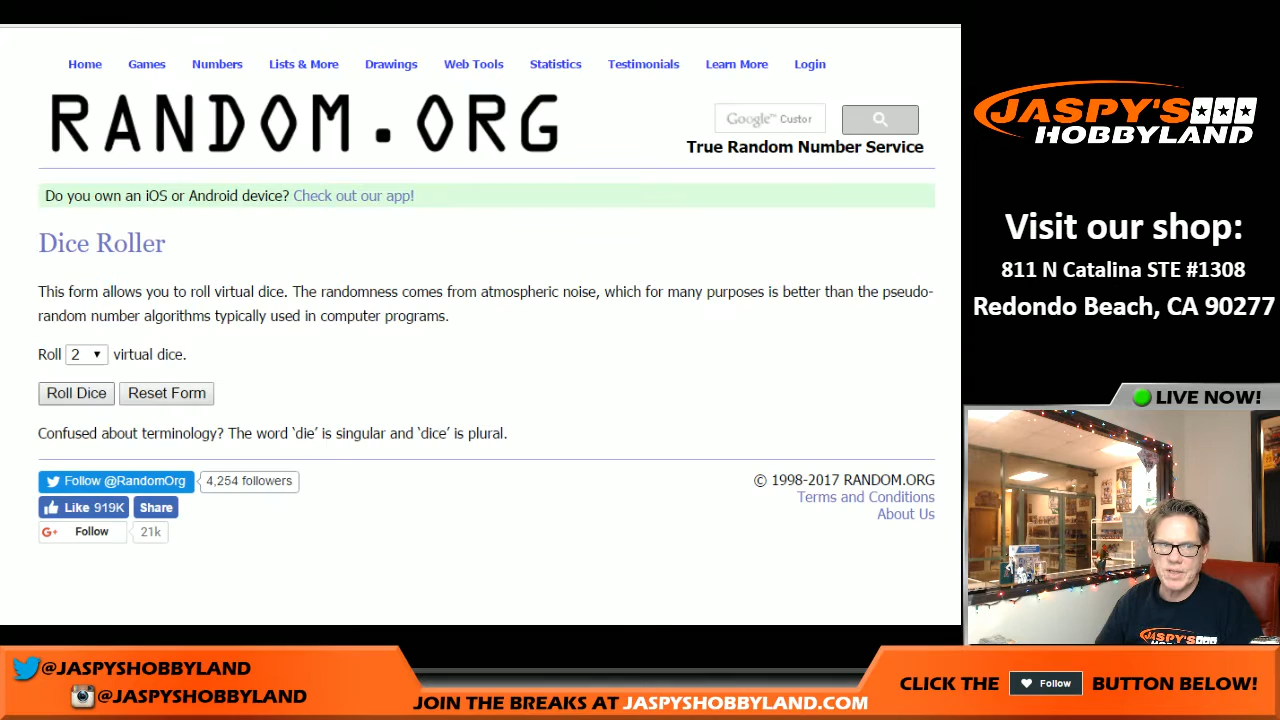 Home Games Numbers Lists & More Drawings Web Tools Statistics Testimonials Learn More Login
RANDOM.ORG
Google™ Custor
True Random Number Service
Do you own an iOS or Android device? Check out our app!
Dice Roller
This form allows you to roll virtual dice. The randomness comes from atmospheric noise, which for many purposes is better than the pseudo-
random number algorithms typically used in computer programs.
Roll 2 virtual dice.
Roll Dice Reset Form
Confused about terminology? The word ‘die’ is singular and ‘dice’ is plural.
Follow @RandomOrg 4,254 followers
Like 919K Share
G+ Follow 21k
© 1998-2017 RANDOM.ORG
Terms and Conditions
About Us
JASPY'S
HOBBYLAND
Visit our shop:
811 N Catalina STE #1308
Redondo Beach, CA 90277
LIVE NOW!
JASPY'S
@JASPYSHOBBYLAND
@JASPYSHOBBYLAND
JOIN THE BREAKS AT JASPYSHOBBYLAND.COM
CLICK THE Follow BUTTON BELOW!